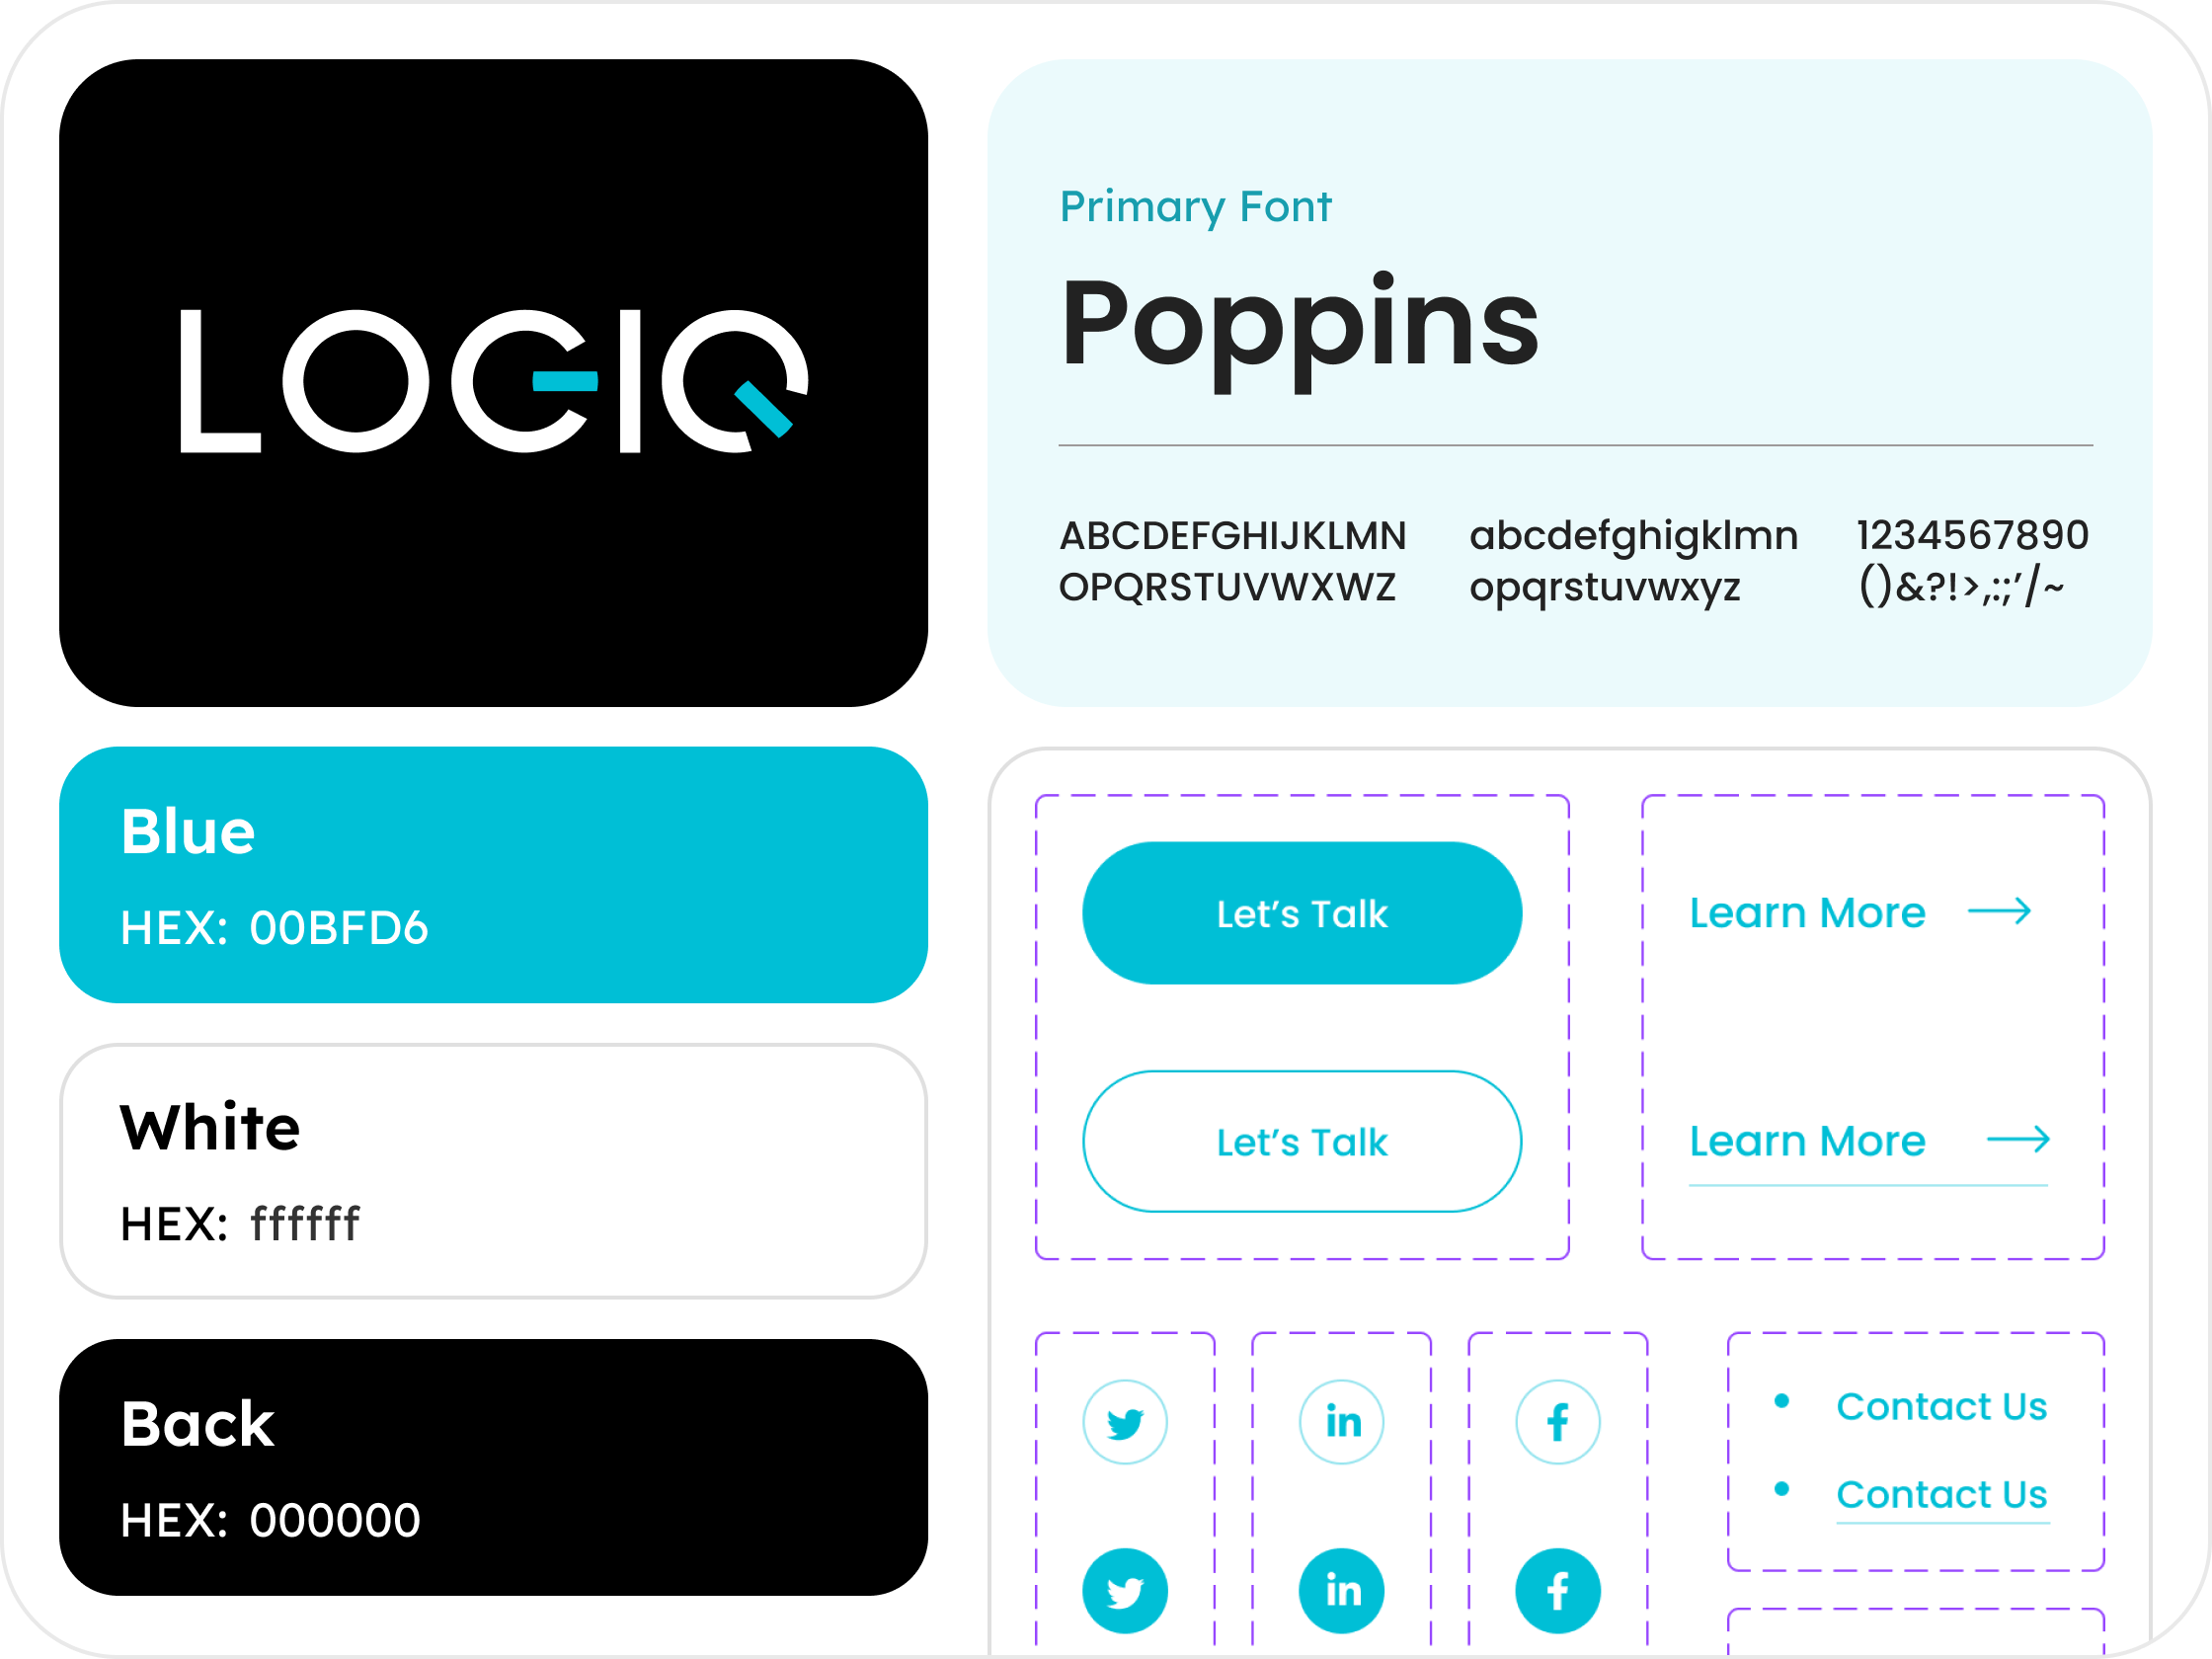 LOGIQ
Primary Font
Poppins
ABCDEFGHIJKLMN
OPQRSTUVWXWZ
abcdefghigklmn
opqrstuvwxyz
1234567890
()&?!>,:;’/~
Blue
HEX: 00BFD6
White
HEX: ffffff
Back
HEX: 000000
Let’s Talk
Learn More
Let’s Talk
Learn More
in
f
Contact Us
Contact Us
in
f